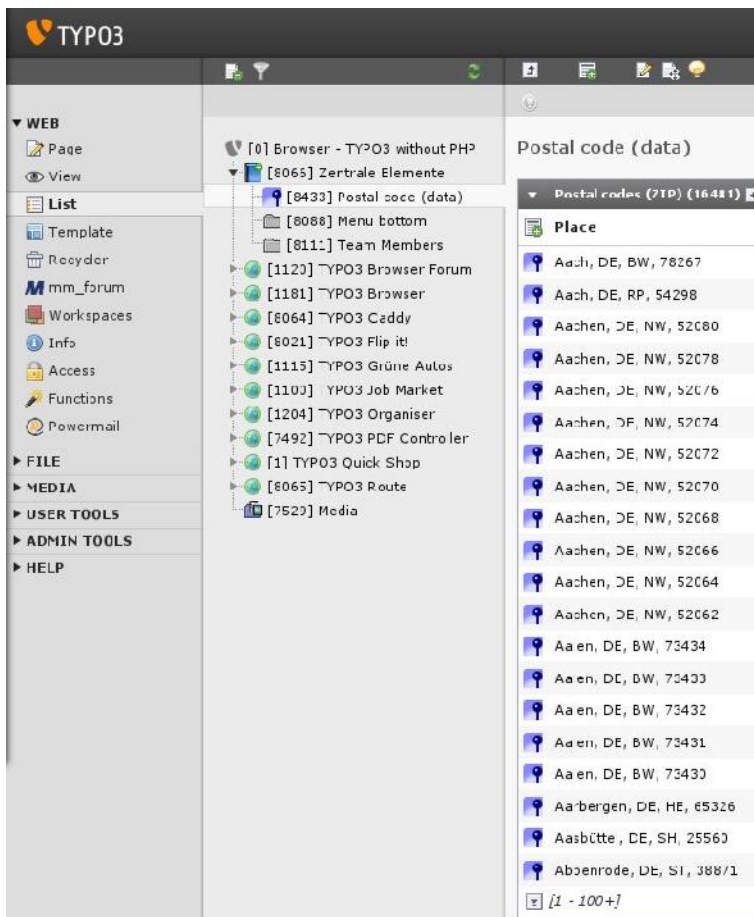 TYPO3
WEB
Page
View
List
Template
Recycler
mm_forum
Workspaces
Info
Access
Functions
Powermail
FILE
MEDIA
USER TOOLS
ADMIN TOOLS
HELP
[0] Browser - TYPO3 without PHP
[8066] Zentrale Elemente
[8433] Postal code (data)
[8088] Menu bottom
[8111] Team Members
[1120] TYPO3 Browser Forum
[1181] TYPO3 Browser
[8064] TYPO3 Caddy
[8021] TYPO3 Flip it!
[1115] TYPO3 Grüne Autos
[1100] TYPO3 Job Market
[1204] TYPO3 Organiser
[7492] TYPO3 PDF Controller
[1] TYPO3 Quick Shop
[8065] TYPO3 Route
[7520] Media
Postal code (data)
Postal codes (ZIP) (16481)
Place
Aach, DE, BW, 78267
Aach, DE, RP, 54298
Aachen, DE, NW, 52080
Aachen, DE, NW, 52078
Aachen, DE, NW, 52076
Aachen, DE, NW, 52074
Aachen, DE, NW, 52072
Aachen, DE, NW, 52070
Aachen, DE, NW, 52068
Aachen, DE, NW, 52066
Aachen, DE, NW, 52064
Aachen, DE, NW, 52062
Aalen, DE, BW, 73434
Aalen, DE, BW, 73433
Aalen, DE, BW, 73432
Aalen, DE, BW, 73431
Aalen, DE, BW, 73430
Aarbergen, DE, HE, 65326
Aasbüttel, DE, SH, 25560
Abbenrode, DE, ST, 38871
[1 - 100+]